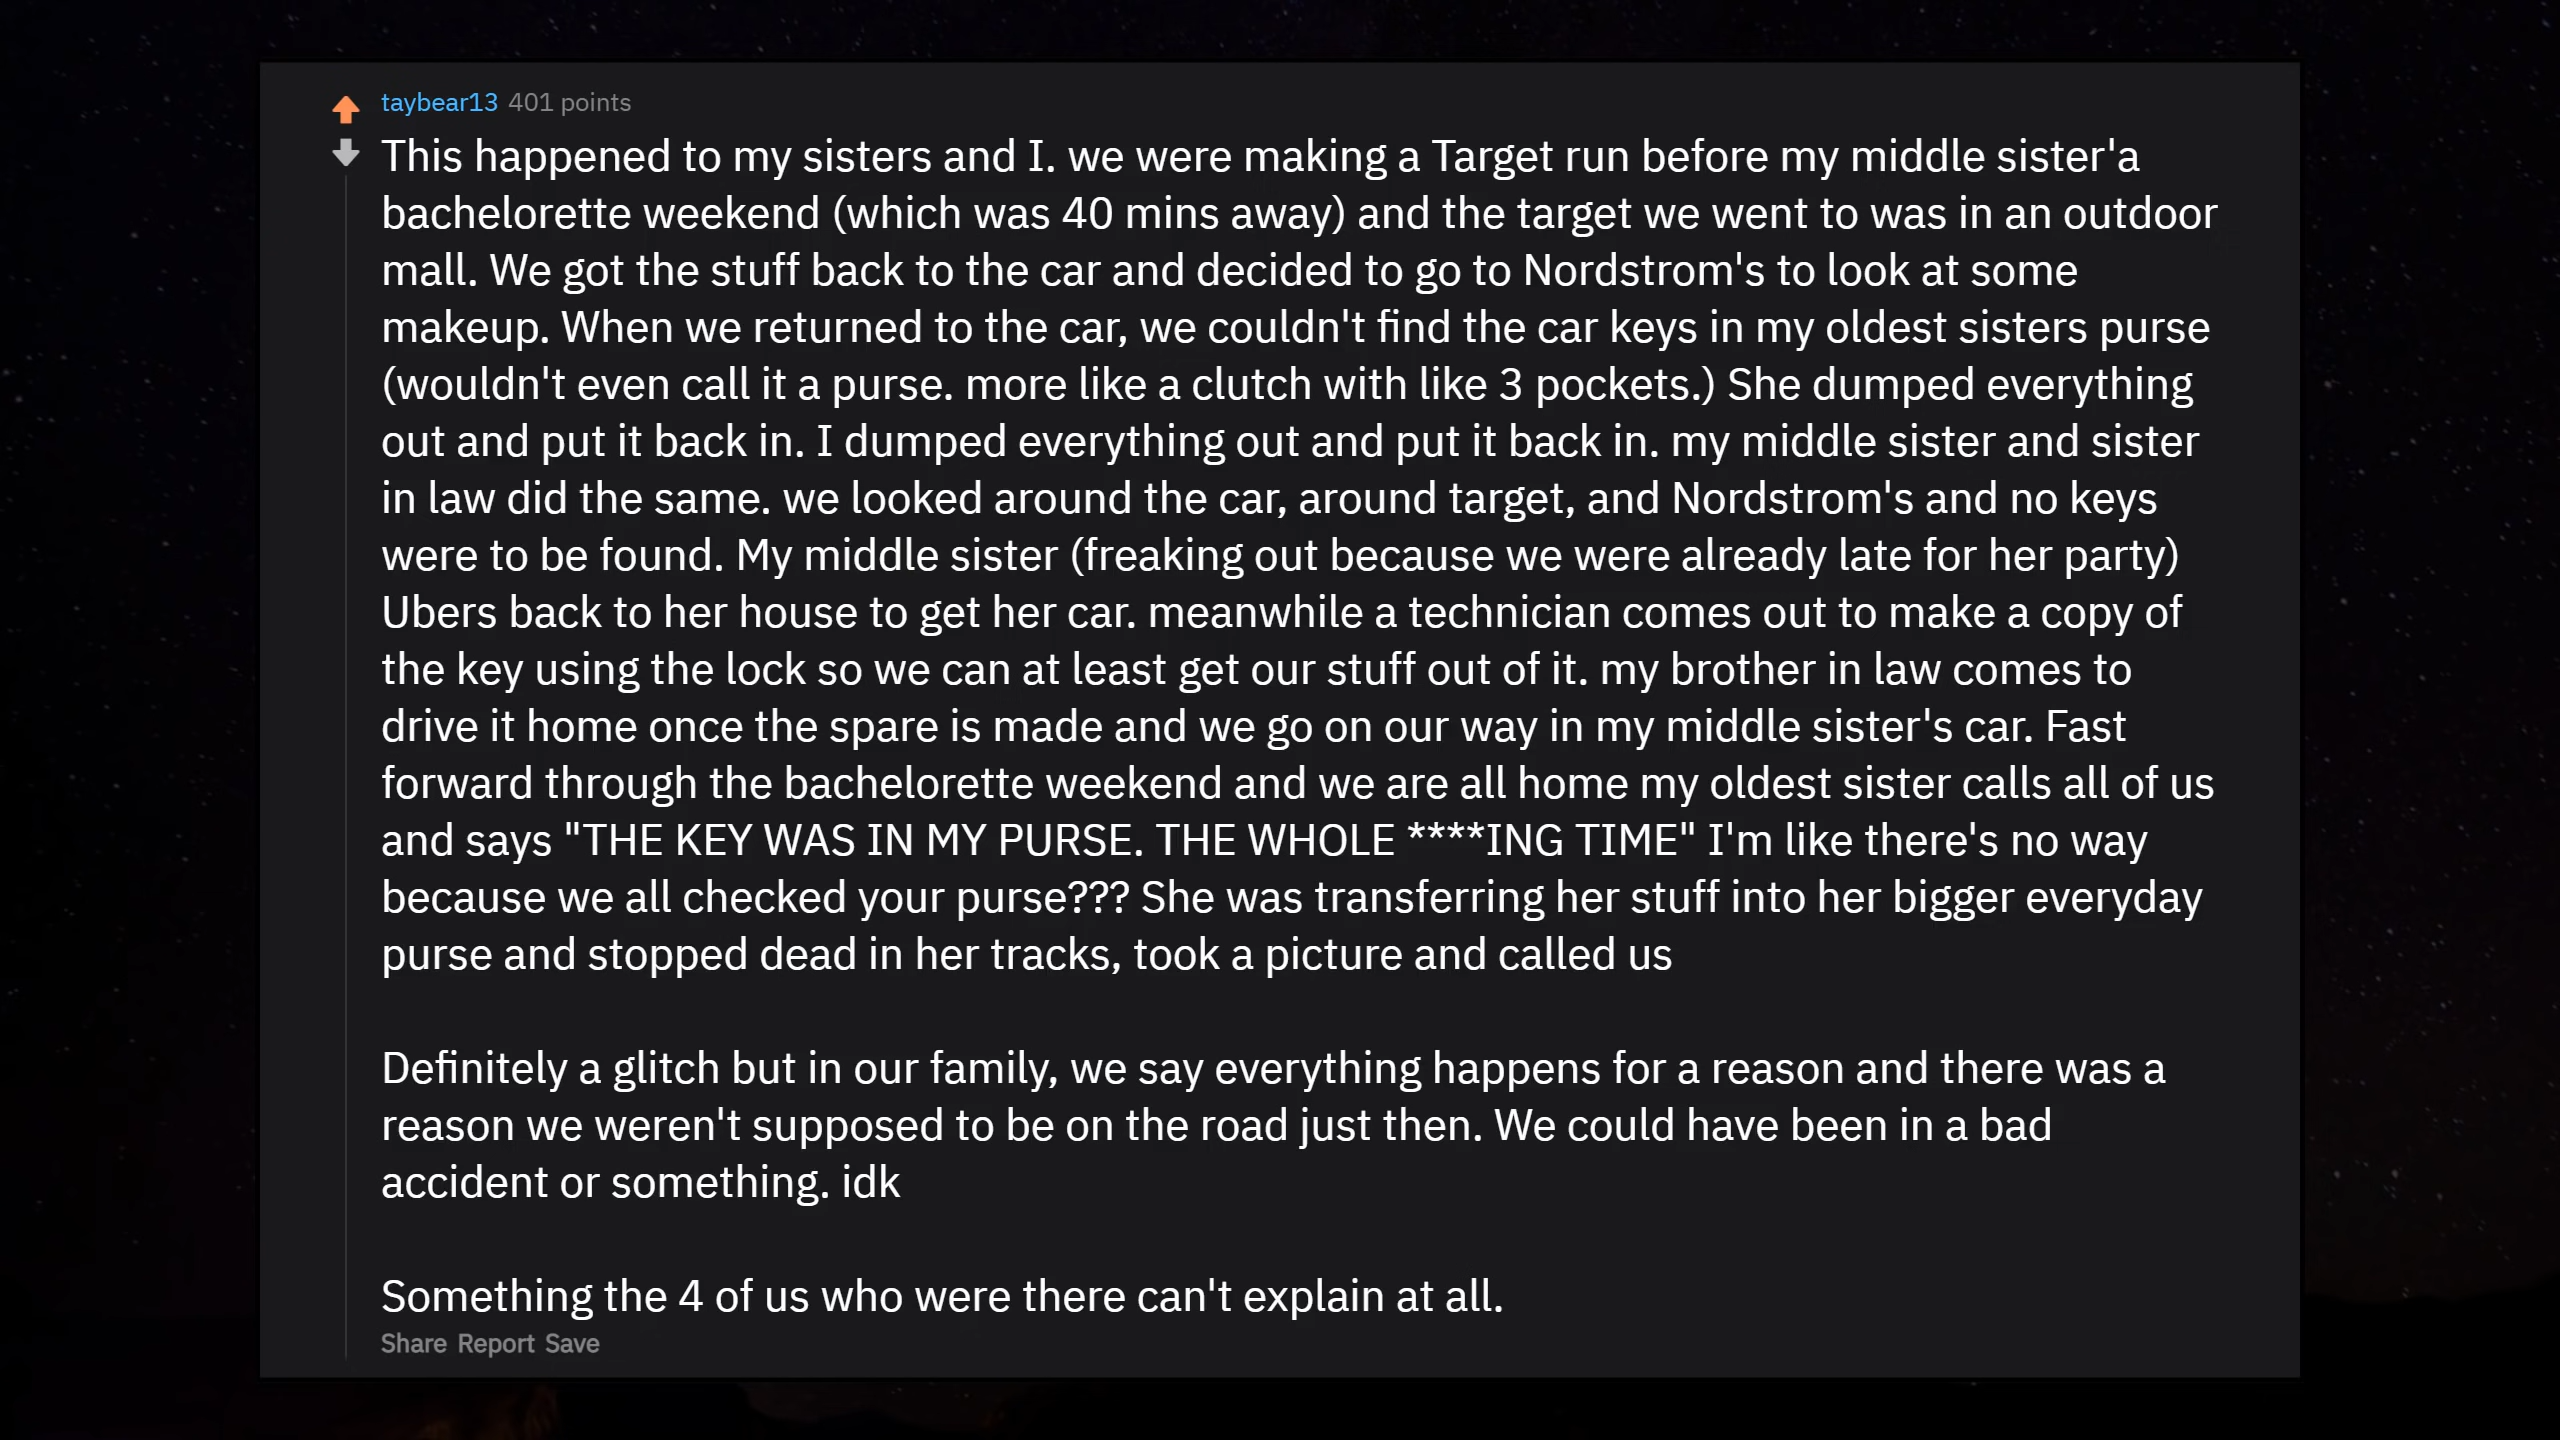 taybear13 401 points
This happened to my sisters and I. we were making a Target run before my middle sister'a
bachelorette weekend (which was 40 mins away) and the target we went to was in an outdoor
mall. We got the stuff back to the car and decided to go to Nordstrom's to look at some
makeup. When we returned to the car, we couldn't find the car keys in my oldest sisters purse
(wouldn't even call it a purse. more like a clutch with like 3 pockets.) She dumped everything
out and put it back in. I dumped everything out and put it back in. my middle sister and sister
in law did the same. we looked around the car, around target, and Nordstrom's and no keys
were to be found. My middle sister (freaking out because we were already late for her party)
Ubers back to her house to get her car. meanwhile a technician comes out to make a copy of
the key using the lock so we can at least get our stuff out of it. my brother in law comes to
drive it home once the spare is made and we go on our way in my middle sister's car. Fast
forward through the bachelorette weekend and we are all home my oldest sister calls all of us
and says "THE KEY WAS IN MY PURSE. THE WHOLE ****ING TIME" I'm like there's no way
because we all checked your purse??? She was transferring her stuff into her bigger everyday
purse and stopped dead in her tracks, took a picture and called us
Definitely a glitch but in our family, we say everything happens for a reason and there was a
reason we weren't supposed to be on the road just then. We could have been in a bad
accident or something. idk
Something the 4 of us who were there can't explain at all.
Share Report Save